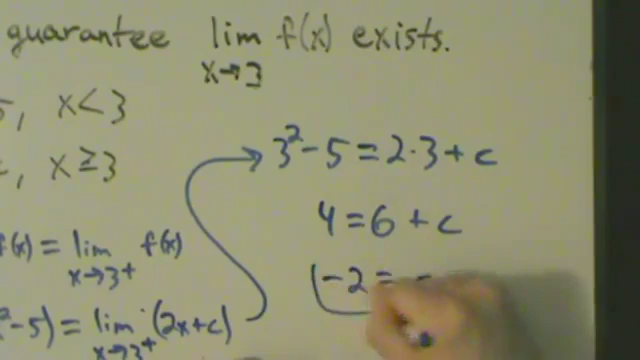 guarantee lim f(x) exists.
x→3
5, x<3
, x≥3
3²-5=2·3+c
4=6+c
-2=
f(x) = lim f(x)
x→3⁺
²-5) = lim (2x+c)
x→3⁺